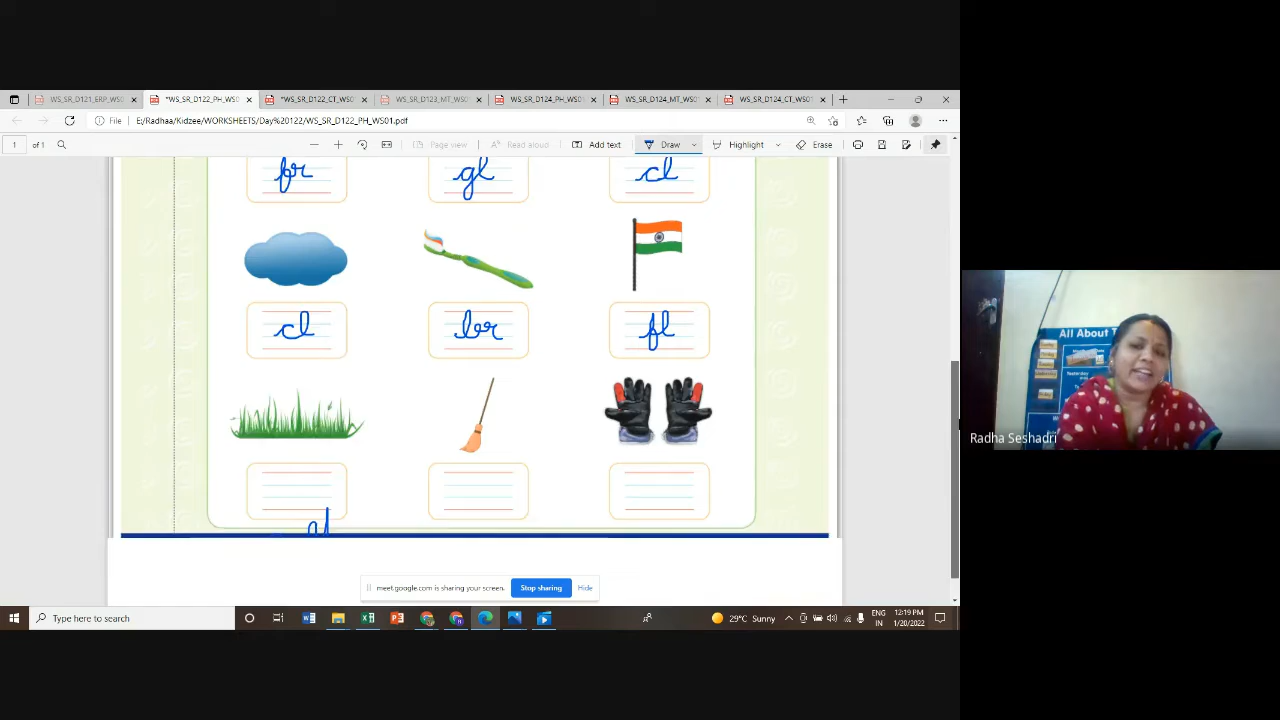 WS_SR_D121_ERP_WS0 *WS_SR_D122_PH_WS0 *WS_SR_D122_CT_WS0 WS_SR_D123_MT_WS0 WS_SR_D124_PH_WS0 WS_SR_D124_MT_WS0 WS_SR_D124_CT_WS0
File E:/Radhaa/Kidzee/WORKSHEETS/Day%20122/WS_SR_D122_PH_WS01.pdf
1 of 1 Page view Read aloud Add text Draw Highlight Erase
fr gl cl
cl br fl
gl
All About T
Yesterday
Radha Seshadri
meet.google.com is sharing your screen. Stop sharing Hide
Type here to search 29°C Sunny ENG IN 12:19 PM 1/20/2022